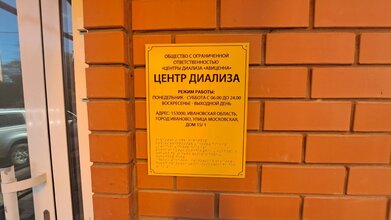 ОБЩЕСТВО С ОГРАНИЧЕННОЙ
ОТВЕТСТВЕННОСТЬЮ
«ЦЕНТРЫ ДИАЛИЗА «АВИЦЕННА»
ЦЕНТР ДИАЛИЗА
РЕЖИМ РАБОТЫ:
ПОНЕДЕЛЬНИК - СУББОТА С 06.00 ДО 24.00
ВОСКРЕСЕНЬЕ - ВЫХОДНОЙ ДЕНЬ
АДРЕС: 153000, ИВАНОВСКАЯ ОБЛАСТЬ,
ГОРОД ИВАНОВО, УЛИЦА МОСКОВСКАЯ,
ДОМ 15/1